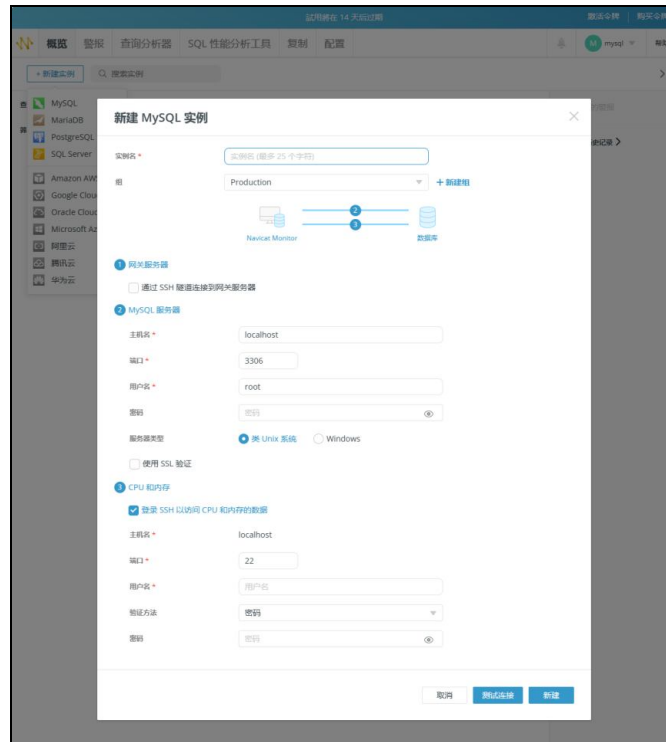 试用将在 14 天后过期
激活令牌
购买令牌
概览 警报 查询分析器 SQL 性能分析工具 复制 配置
M mysql
+ 新建实例
搜索实例
MySQL
MariaDB
PostgreSQL
SQL Server
Amazon AW
Google Clou
Oracle Cloud
Microsoft Az
阿里云
腾讯云
华为云
史记录
新建 MySQL 实例
实例名 *
实例名 (最多 25 个字符)
组
Production
+ 新建组
2
3
Navicat Monitor
数据库
1 网关服务器
通过 SSH 隧道连接到网关服务器
2 MySQL 服务器
主机名 *
localhost
端口 *
3306
用户名 *
root
密码
密码
服务器类型
类 Unix 系统
Windows
使用 SSL 验证
3 CPU 和内存
登录 SSH 以访问 CPU 和内存的数据
主机名 *
localhost
端口 *
22
用户名 *
用户名
验证方法
密码
密码
密码
取消
测试连接
新建